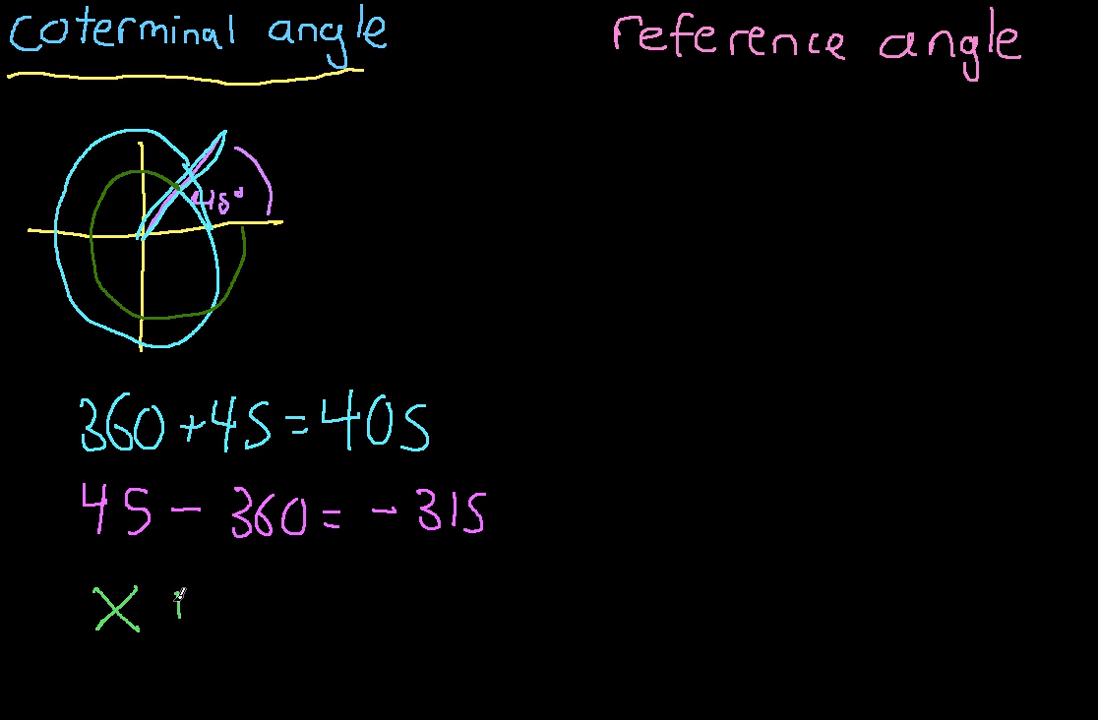 coterminal angle
reference angle
45°
360 + 45 = 405
45 - 360 = - 315
X